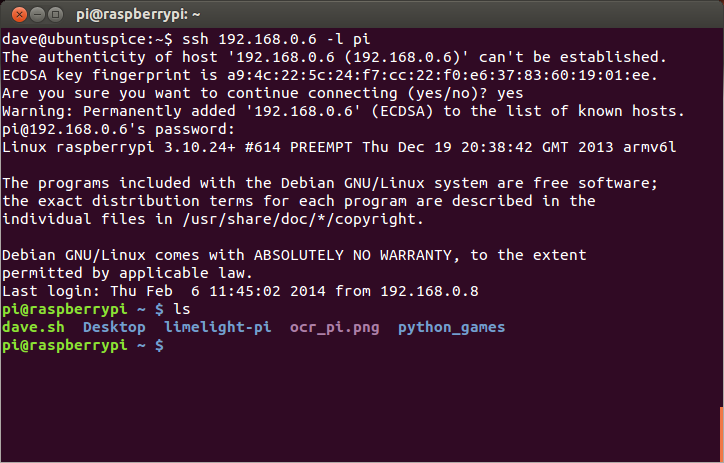 pi@raspberrypi: ~
dave@ubuntuspice:~$ ssh 192.168.0.6 -l pi
The authenticity of host '192.168.0.6 (192.168.0.6)' can't be established.
ECDSA key fingerprint is a9:4c:22:5c:24:f7:cc:22:f0:e6:37:83:60:19:01:ee.
Are you sure you want to continue connecting (yes/no)? yes
Warning: Permanently added '192.168.0.6' (ECDSA) to the list of known hosts.
pi@192.168.0.6's password:
Linux raspberrypi 3.10.24+ #614 PREEMPT Thu Dec 19 20:38:42 GMT 2013 armv6l

The programs included with the Debian GNU/Linux system are free software;
the exact distribution terms for each program are described in the
individual files in /usr/share/doc/*/copyright.

Debian GNU/Linux comes with ABSOLUTELY NO WARRANTY, to the extent
permitted by applicable law.
Last login: Thu Feb  6 11:45:02 2014 from 192.168.0.8
pi@raspberrypi ~ $ ls
dave.sh  Desktop  limelight-pi  ocr_pi.png  python_games
pi@raspberrypi ~ $